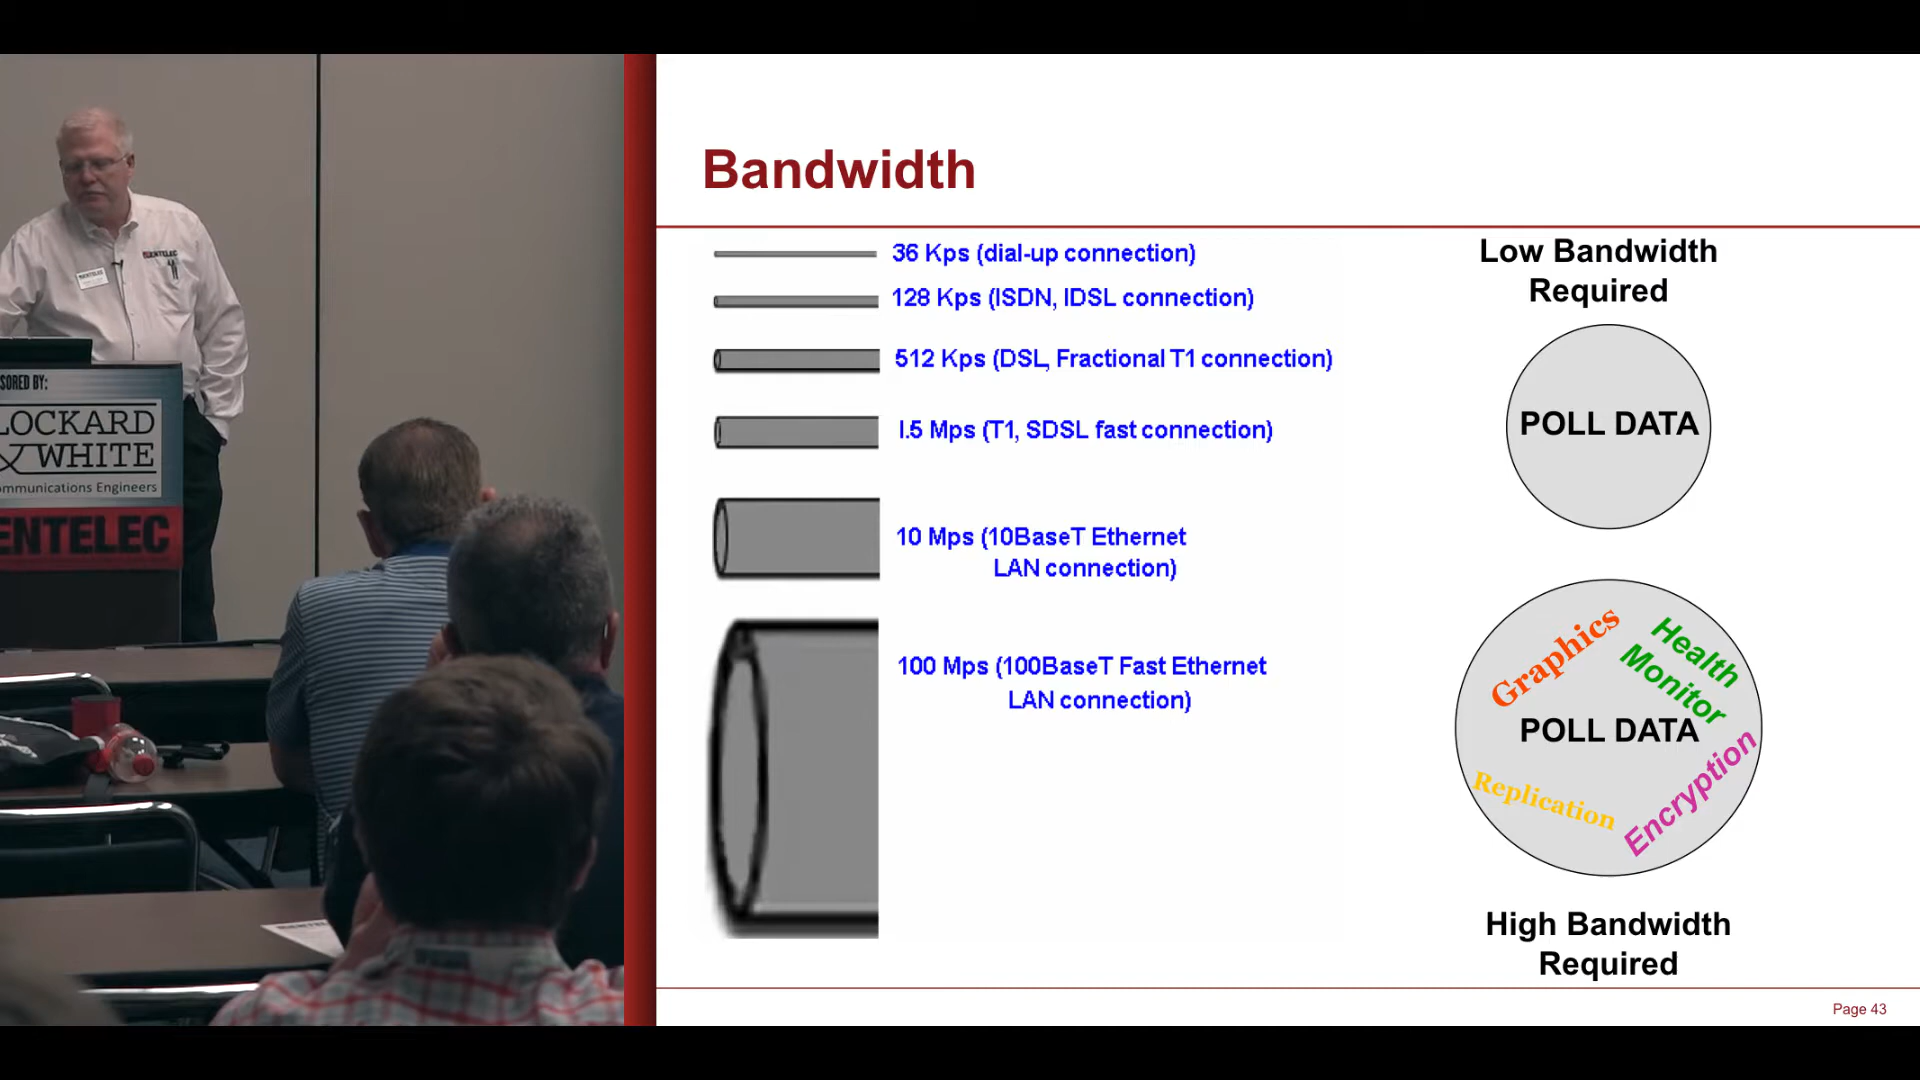 SORED BY:
LOCKARD
& WHITE
ommunications Engineers
ENTELEC
ENTELEC
Bandwidth
36 Kps (dial-up connection)
128 Kps (ISDN, IDSL connection)
512 Kps (DSL, Fractional T1 connection)
1.5 Mps (T1, SDSL fast connection)
10 Mps (10BaseT Ethernet
LAN connection)
100 Mps (100BaseT Fast Ethernet
LAN connection)
Low Bandwidth
Required
POLL DATA
Graphics
Health
Monitor
POLL DATA
Replication
Encryption
High Bandwidth
Required
Page 43